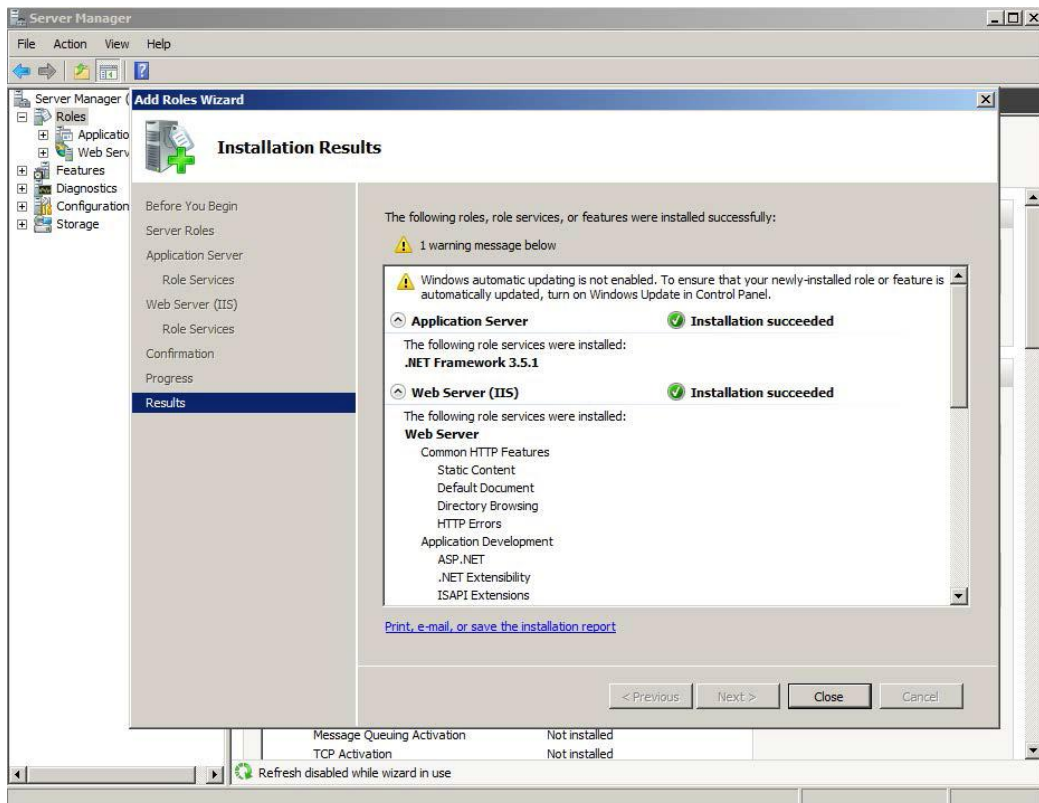 Server Manager
File Action View Help
Server Manager (
Roles
Applicatio
Web Serv
Features
Diagnostics
Configuration
Storage
Add Roles Wizard
Installation Results
Before You Begin
Server Roles
Application Server
Role Services
Web Server (IIS)
Role Services
Confirmation
Progress
Results
The following roles, role services, or features were installed successfully:
1 warning message below
Windows automatic updating is not enabled. To ensure that your newly-installed role or feature is
automatically updated, turn on Windows Update in Control Panel.
Application Server Installation succeeded
The following role services were installed:
.NET Framework 3.5.1
Web Server (IIS) Installation succeeded
The following role services were installed:
Web Server
Common HTTP Features
Static Content
Default Document
Directory Browsing
HTTP Errors
Application Development
ASP.NET
.NET Extensibility
ISAPI Extensions
Print, e-mail, or save the installation report
< Previous Next > Close Cancel
Message Queuing Activation Not installed
TCP Activation Not installed
Refresh disabled while wizard in use